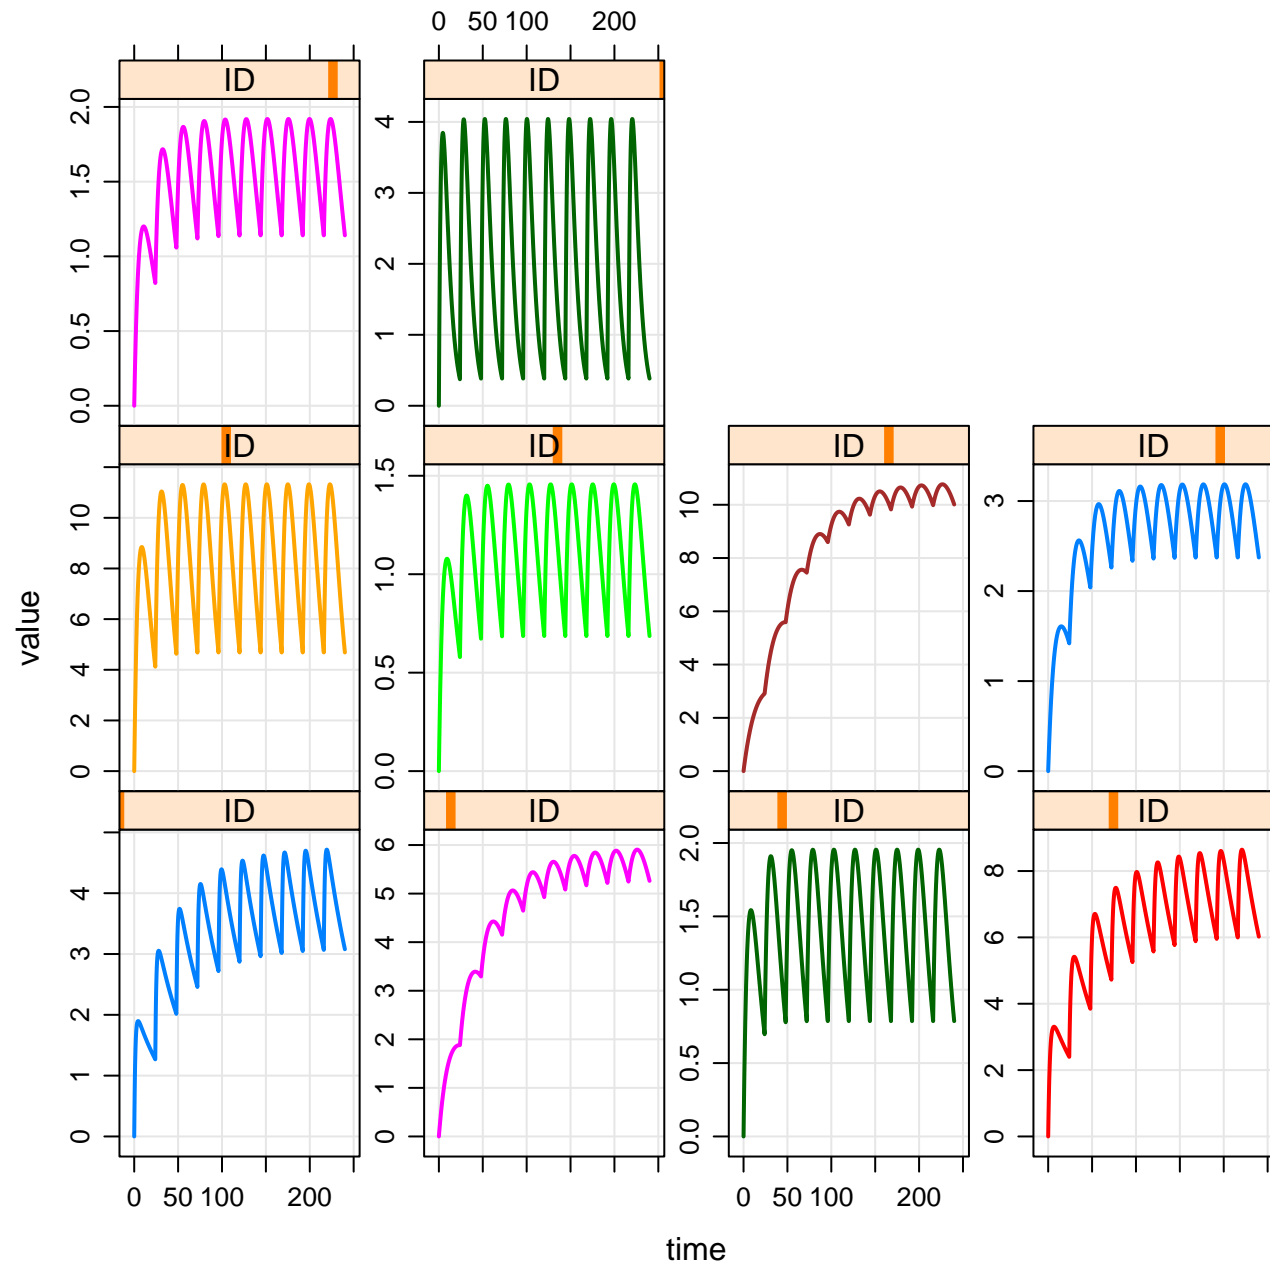 0 50 100 200
ID ID
0.0 0.5 1.0 1.5 2.0
0 1 2 3 4
ID ID ID ID
0 2 4 6 8 10
0.0 0.5 1.0 1.5
0 2 4 6 8 10
0 1 2 3
value
ID ID ID ID
0 1 2 3 4
0 1 2 3 4 5 6
0.0 0.5 1.0 1.5 2.0
0 2 4 6 8
0 50 100 200 0 50 100 200
time